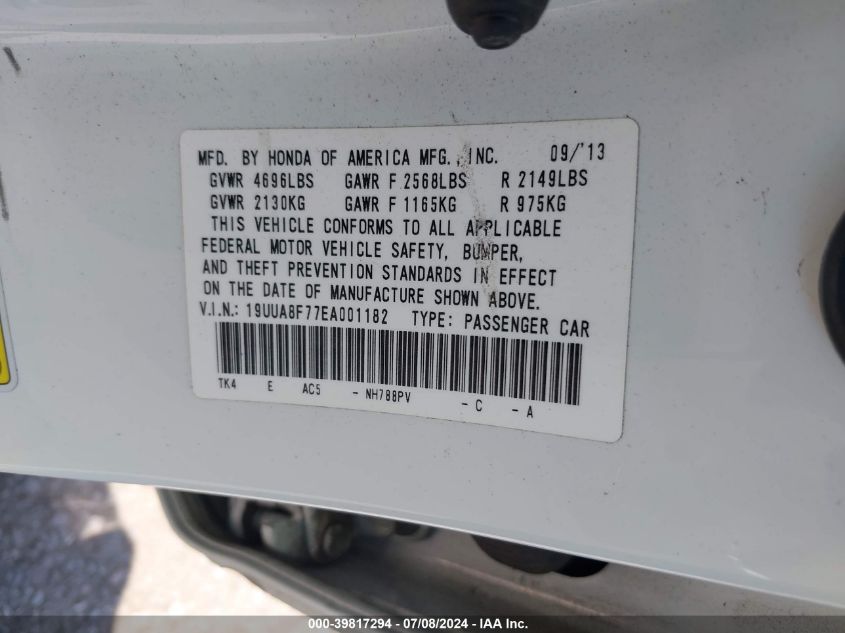 MFD. BY HONDA OF AMERICA MFG., INC. 09/'13
GVWR 4696LBS GAWR F 2568LBS R 2149LBS
GVWR 2130KG GAWR F 1165KG R 975KG
THIS VEHICLE CONFORMS TO ALL APPLICABLE
FEDERAL MOTOR VEHICLE SAFETY, BUMPER,
AND THEFT PREVENTION STANDARDS IN EFFECT
ON THE DATE OF MANUFACTURE SHOWN ABOVE.
V.I.N.: 19UUA8F77EA001182 TYPE: PASSENGER CAR
TK4 E AC5 - NH788PV - C - A
000-39817294 - 07/08/2024 - IAA Inc.